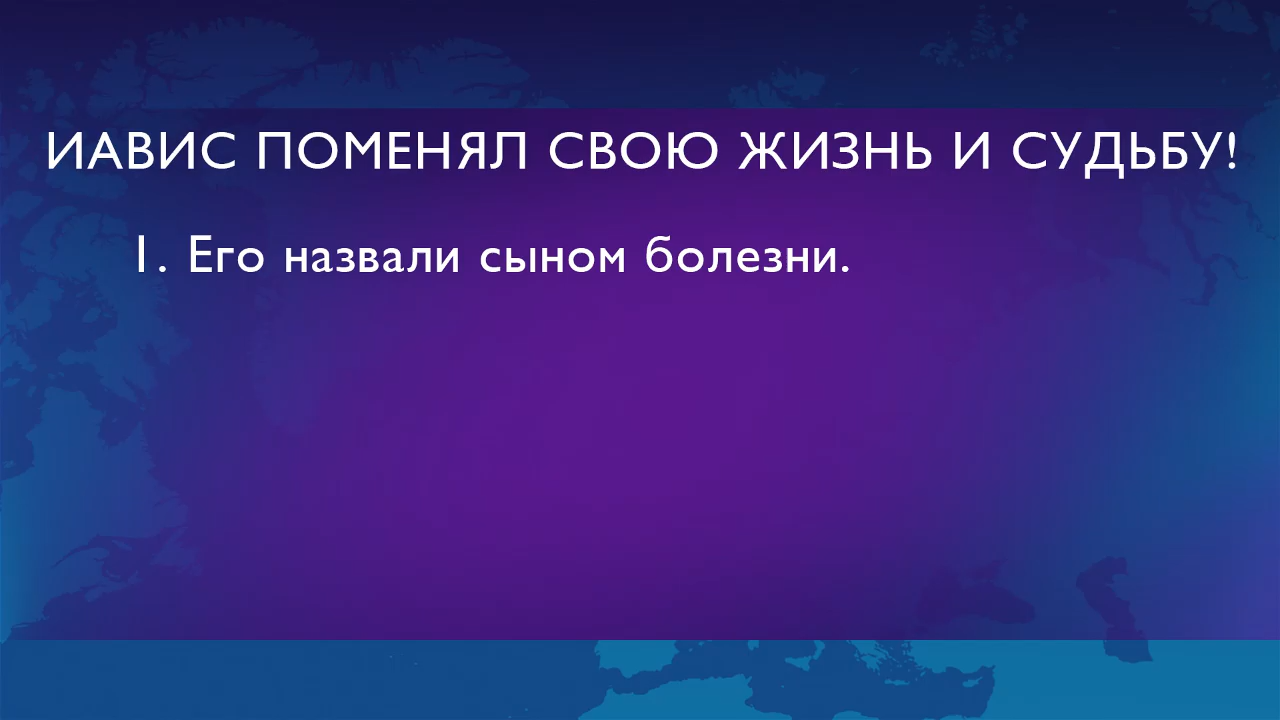 ИАВИС ПОМЕНЯЛ СВОЮ ЖИЗНЬ И СУДЬБУ!
1. Его назвали сыном болезни.